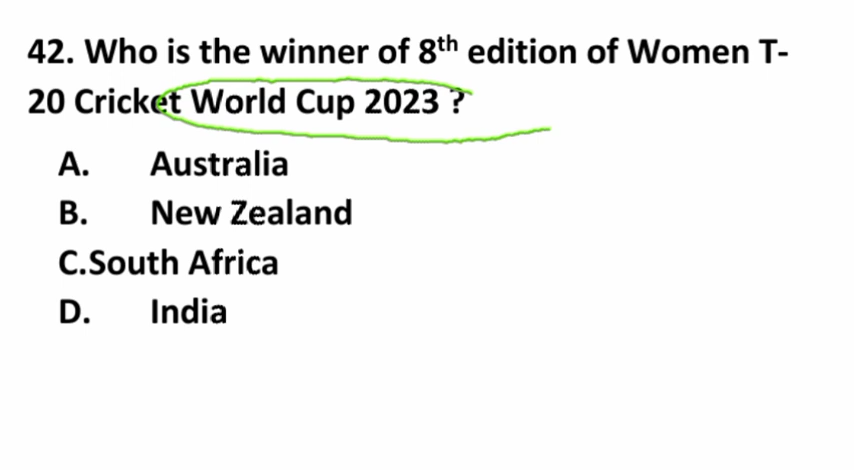 42. Who is the winner of 8th edition of Women T-
20 Cricket World Cup 2023 ?
A. Australia
B. New Zealand
C.South Africa
D. India